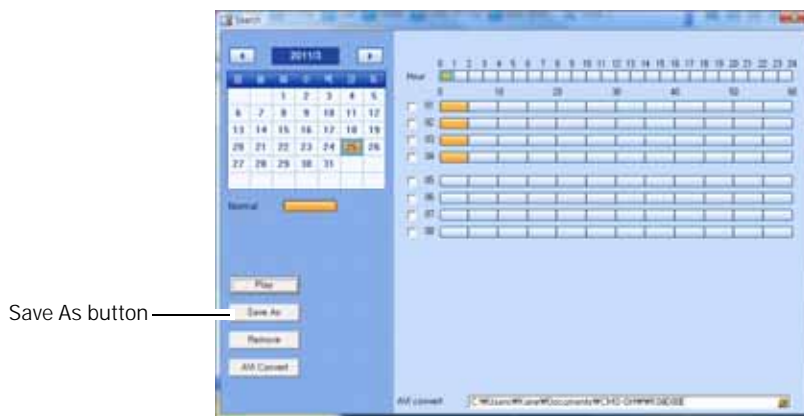 Search
2011/3
1 2 3 4 5
6 7 8 9 10 11 12
13 14 15 16 17 18 19
20 21 22 23 24 25 26
27 28 29 30 31
Normal
Play
Save As
Remove
AVI Convert
Save As button
0 1 2 3 4 5 6 7 8 9 10 11 12 13 14 15 16 17 18 19 20 21 22 23 24
Hour
0 10 20 30 40 50 60
01
02
03
04
05
06
07
08
AVI convert